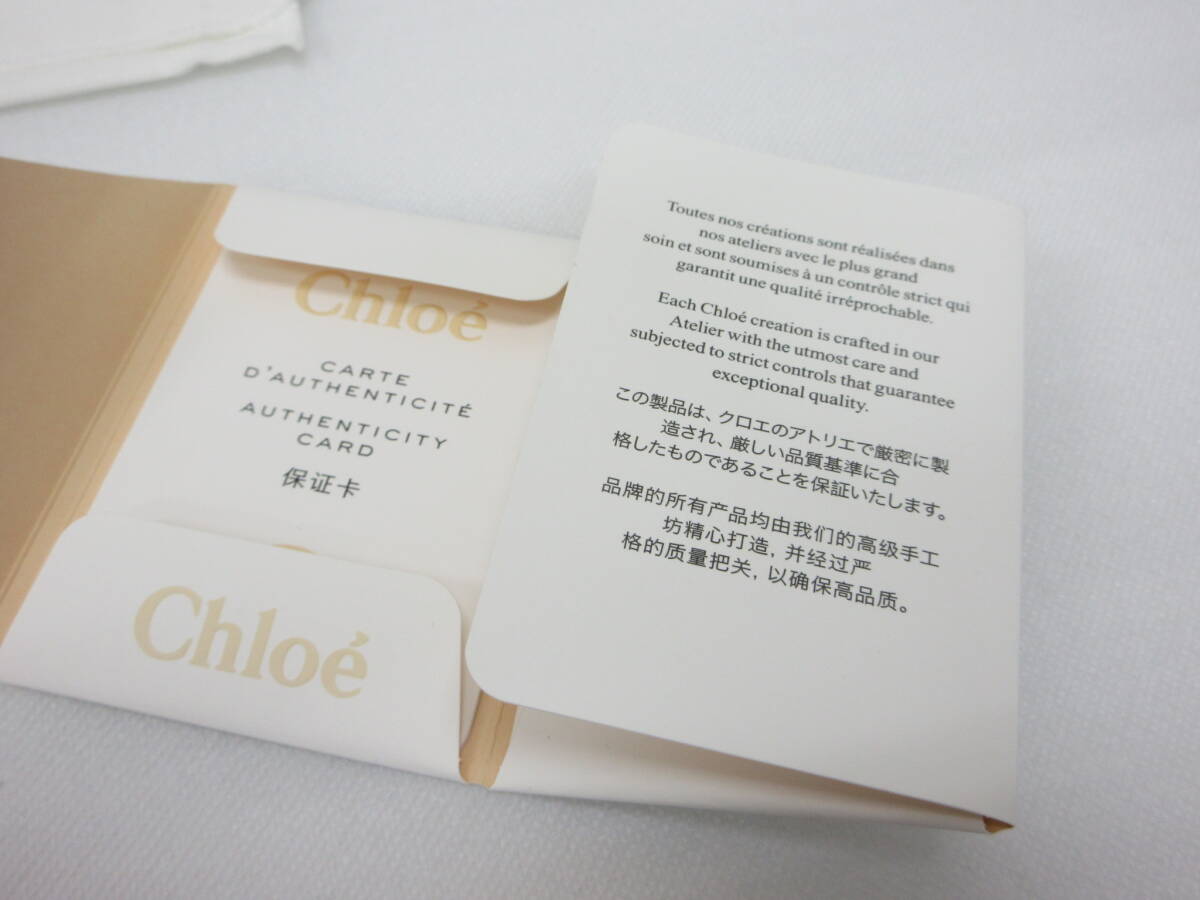 Chloé
CARTE
D'AUTHENTICITÉ
AUTHENTICITY
CARD
保证卡
Chloé
Toutes nos créations sont réalisées dans
nos ateliers avec le plus grand
soin et sont soumises à un contrôle strict qui
garantit une qualité irréprochable.
Each Chloé creation is crafted in our
Atelier with the utmost care and
subjected to strict controls that guarantee
exceptional quality.
この製品は、クロエのアトリエで厳密に製
造され、厳しい品質基準に合
格したものであることを保証いたします。
品牌的所有产品均由我们的高级手工
坊精心打造，并经过严
格的质量把关，以确保高品质。